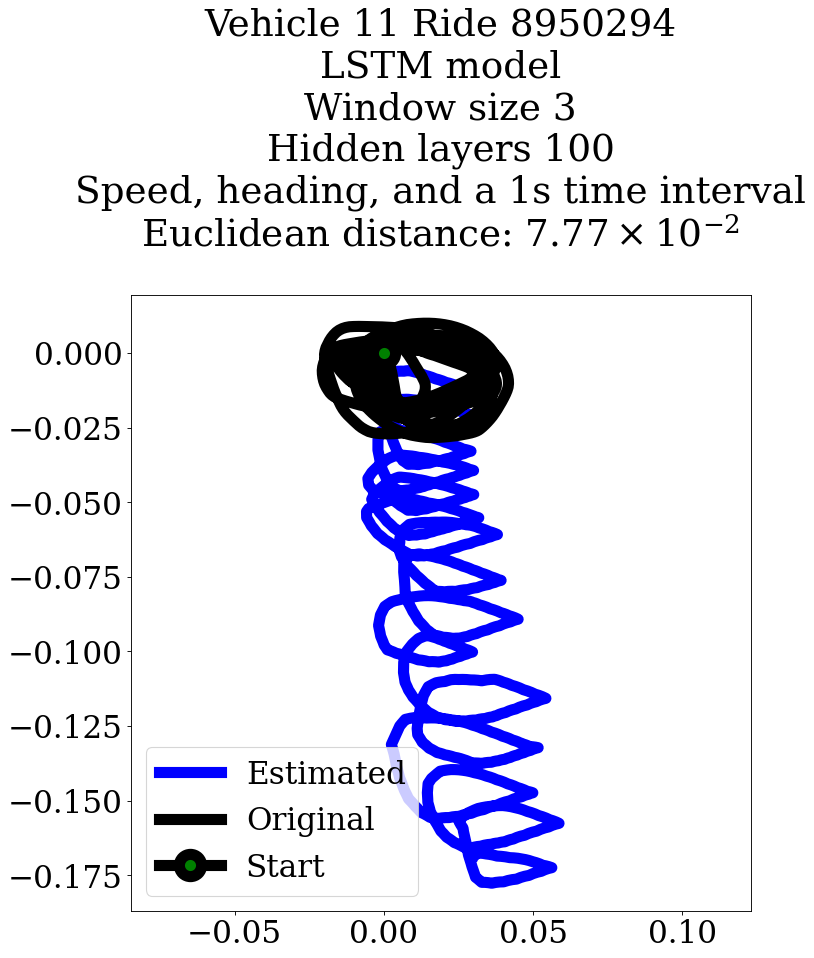 Vehicle 11 Ride 8950294
LSTM model
Window size 3
Hidden layers 100
Speed, heading, and a 1s time interval
Euclidean distance: 7.77 × 10⁻²
0.000
−0.025
−0.050
−0.075
−0.100
−0.125
−0.150
−0.175
Estimated
Original
Start
−0.05
0.00
0.05
0.10